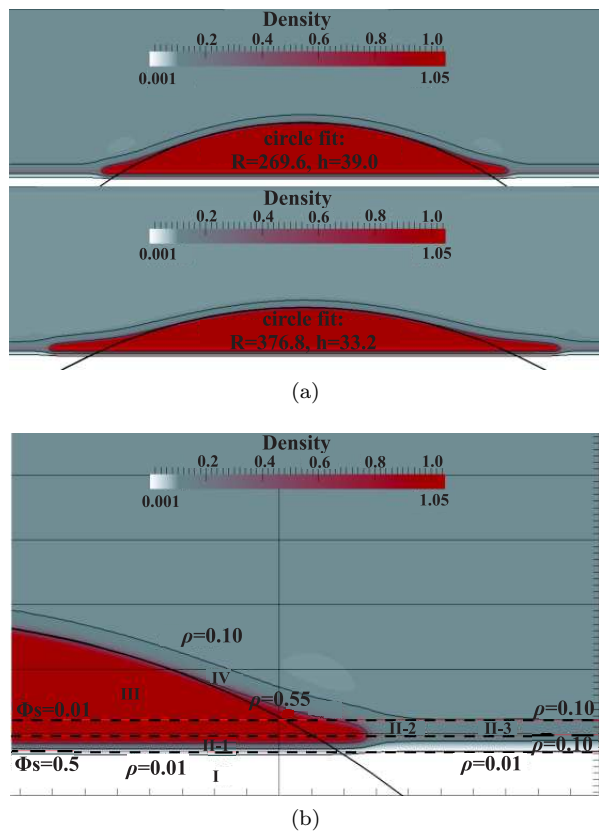 Density
0.2 0.4 0.6 0.8 1.0
0.001 1.05
circle fit:
R=269.6, h=39.0
Density
0.2 0.4 0.6 0.8 1.0
0.001 1.05
circle fit:
R=376.8, h=33.2
(a)
Density
0.2 0.4 0.6 0.8 1.0
0.001 1.05
ρ=0.10
III IV
Φs=0.01 ρ=0.55 ρ=0.10
II-2 II-3
II-1 ρ=0.10
Φs=0.5 ρ=0.01 ρ=0.01
I
(b)